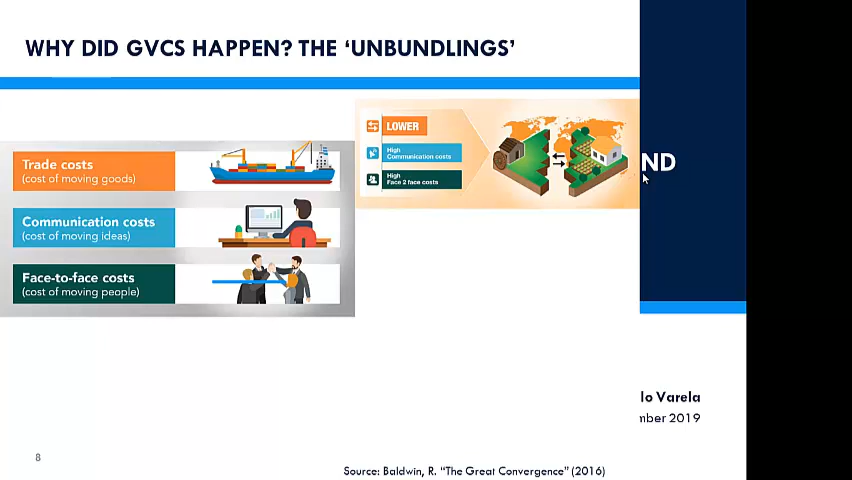 WHY DID GVCS HAPPEN? THE ‘UNBUNDLINGS’
Trade costs
(cost of moving goods)
Communication costs
(cost of moving ideas)
Face-to-face costs
(cost of moving people)
LOWER
High
Communication costs
High
Face 2 face costs
ND
lo Varela
mber 2019
8
Source: Baldwin, R. “The Great Convergence” (2016)